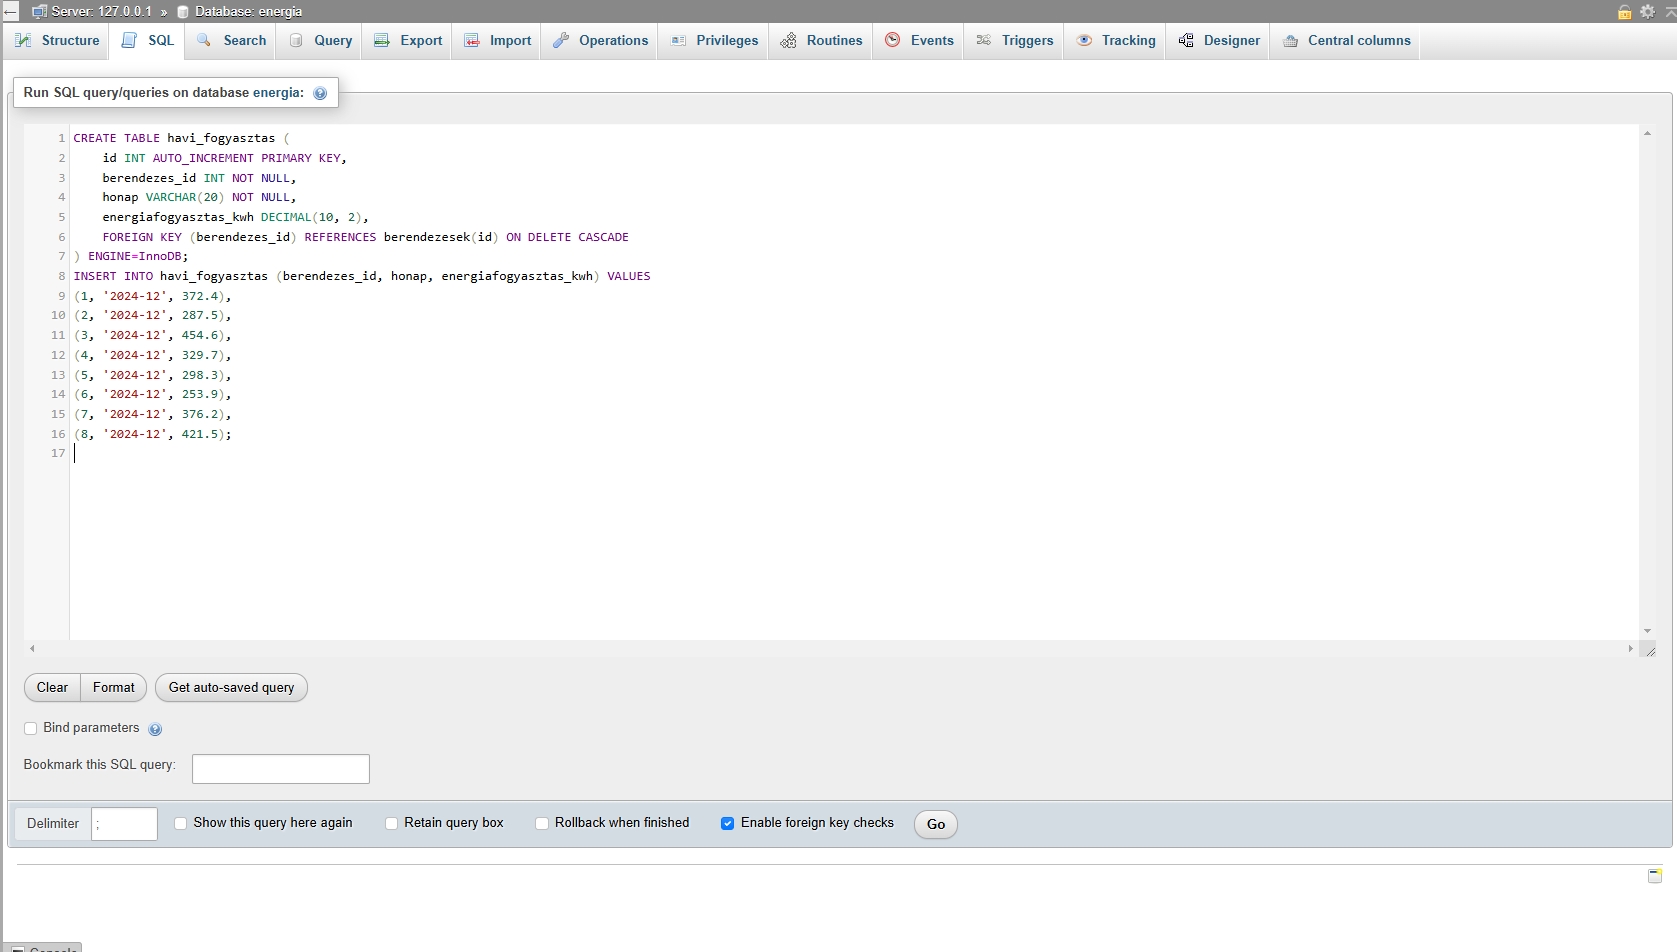 Server: 127.0.0.1 » Database: energia
Structure SQL Search Query Export Import Operations Privileges Routines Events Triggers Tracking Designer Central columns
Run SQL query/queries on database energia:
1 CREATE TABLE havi_fogyasztas (
2 id INT AUTO_INCREMENT PRIMARY KEY,
3 berendezes_id INT NOT NULL,
4 honap VARCHAR(20) NOT NULL,
5 energiafogyasztas_kwh DECIMAL(10, 2),
6 FOREIGN KEY (berendezes_id) REFERENCES berendezesek(id) ON DELETE CASCADE
7 ) ENGINE=InnoDB;
8 INSERT INTO havi_fogyasztas (berendezes_id, honap, energiafogyasztas_kwh) VALUES
9 (1, '2024-12', 372.4),
10 (2, '2024-12', 287.5),
11 (3, '2024-12', 454.6),
12 (4, '2024-12', 329.7),
13 (5, '2024-12', 298.3),
14 (6, '2024-12', 253.9),
15 (7, '2024-12', 376.2),
16 (8, '2024-12', 421.5);
17
Clear Format Get auto-saved query
Bind parameters
Bookmark this SQL query:
Delimiter ; Show this query here again Retain query box Rollback when finished Enable foreign key checks Go
Console